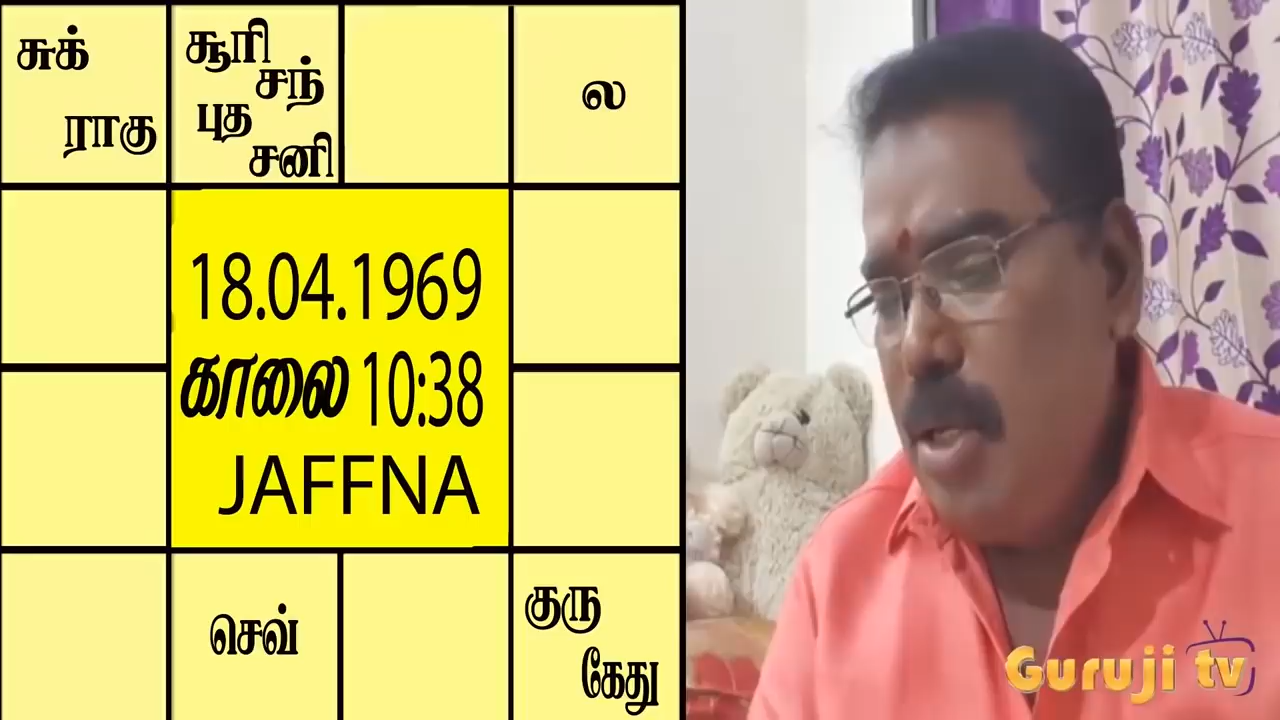 சுக்
ராகு
சூரி
சந்
புத
சனி
ல
18.04.1969
காலை 10:38
JAFFNA
செவ்
குரு
கேது
Guruji tv